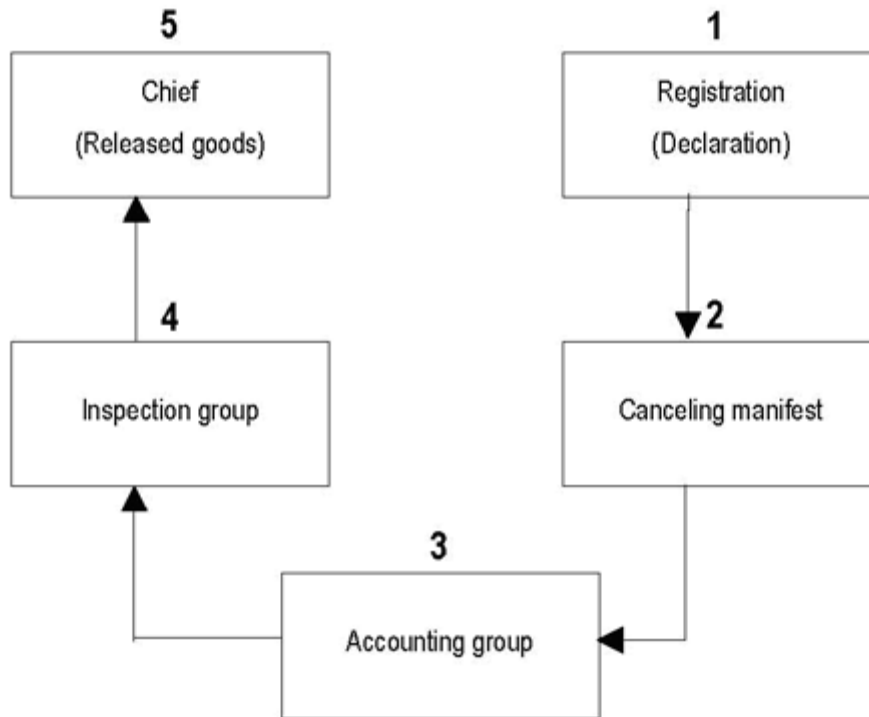 5
Chief
(Released goods)
1
Registration
(Declaration)
4
Inspection group
2
Canceling manifest
3
Accounting group